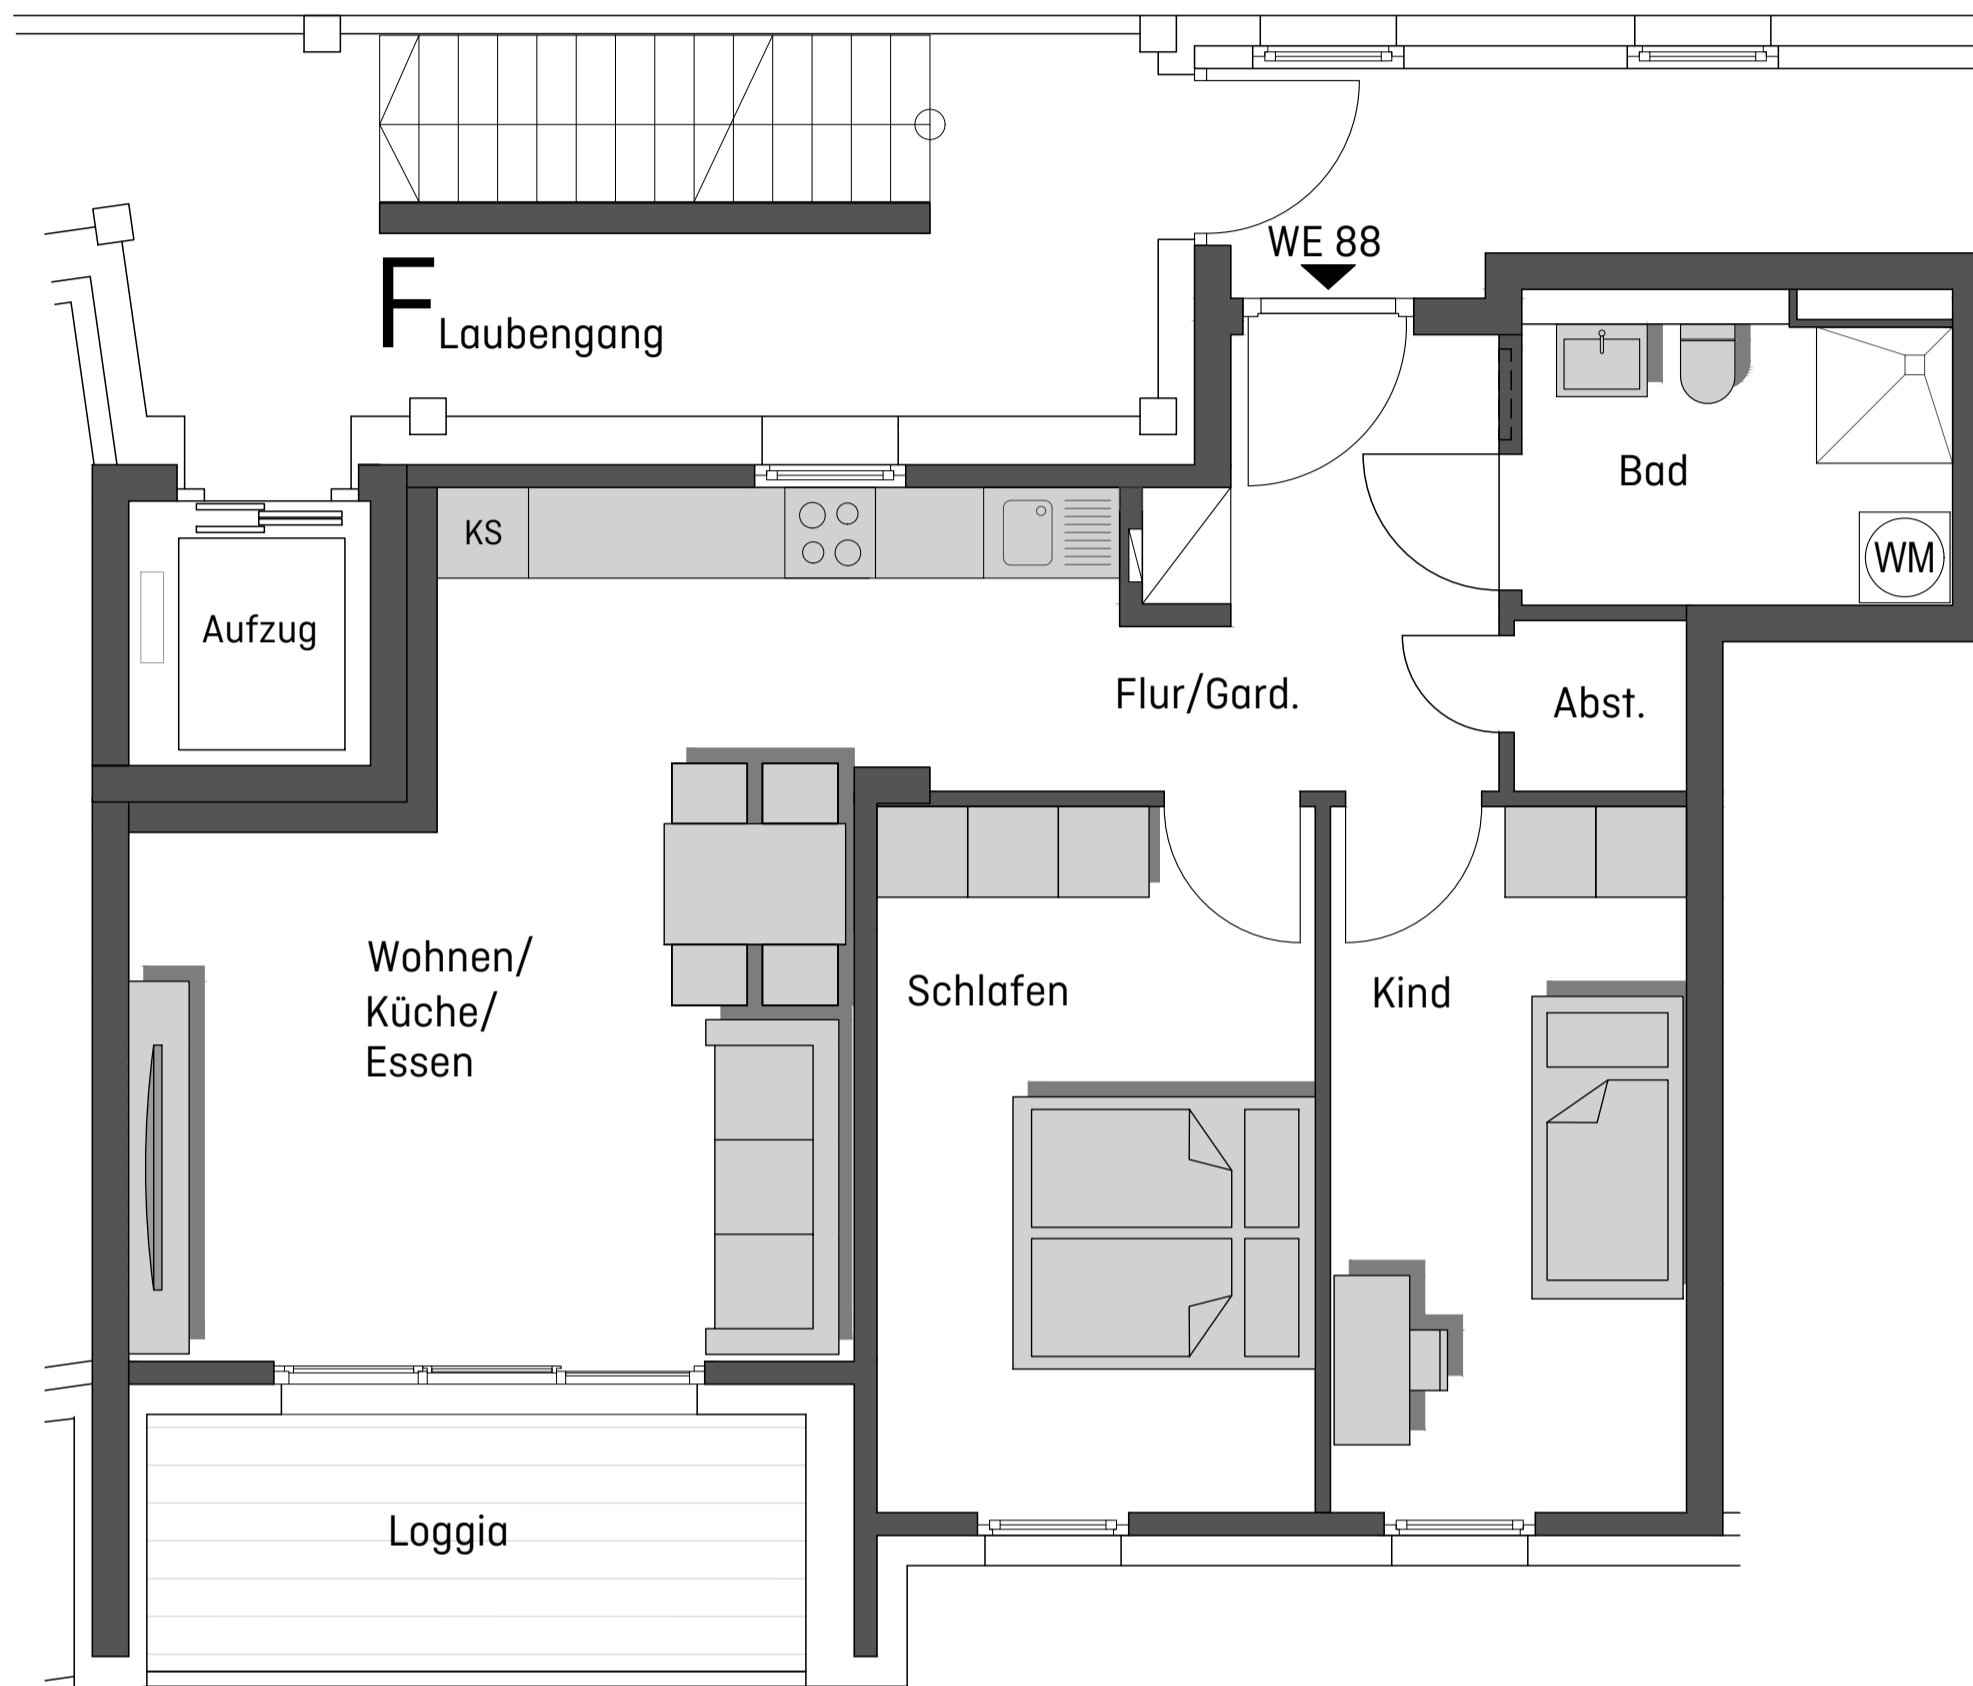 WE 88
F Laubengang
Bad
KS
WM
Aufzug
Flur/Gard.
Abst.
Wohnen/
Küche/
Essen
Schlafen
Kind
Loggia